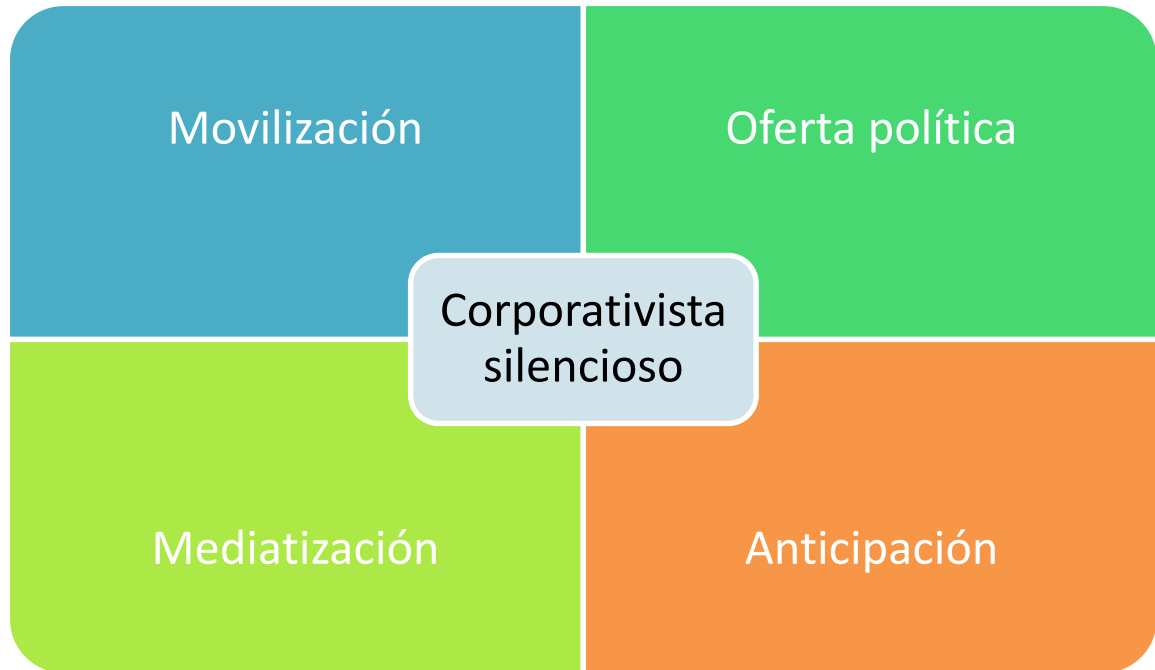 Movilización
Oferta política
Corporativista
silencioso
Mediatización
Anticipación